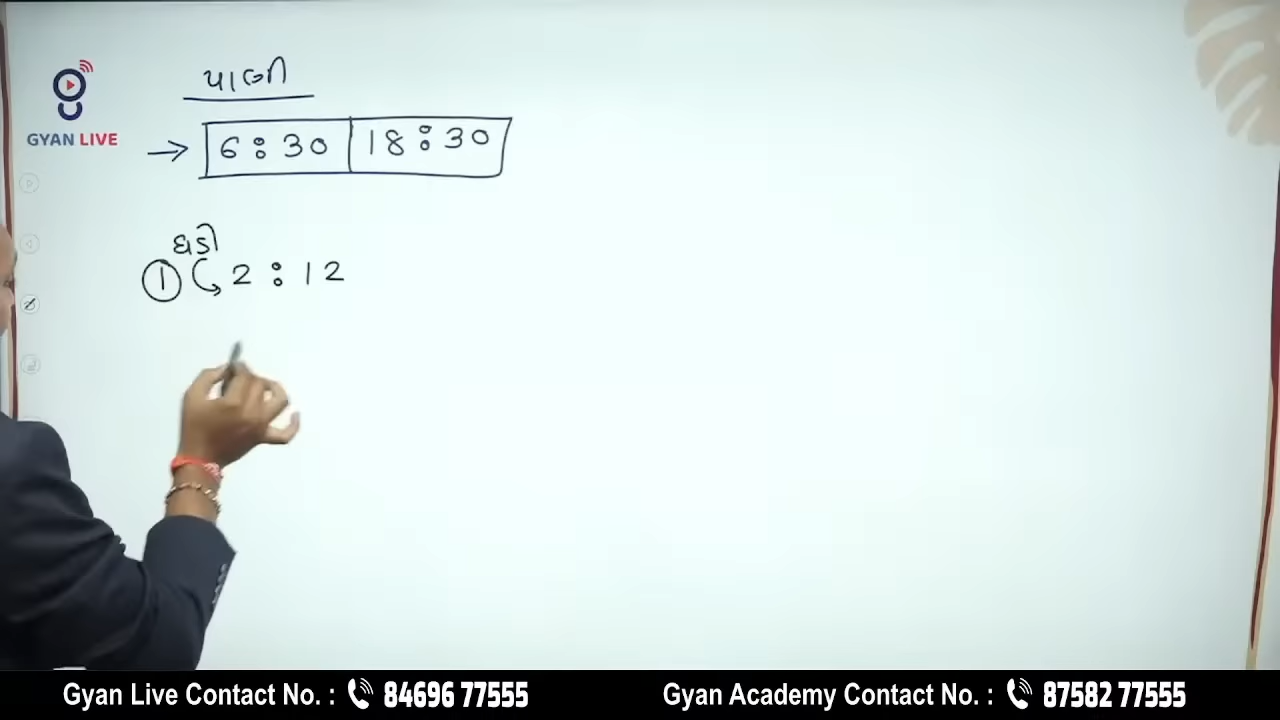 GYAN LIVE
પાણી
→ 6:30 18:30
ઘડી
① 2:12
Gyan Live Contact No. : 84696 77555
Gyan Academy Contact No. : 87582 77555